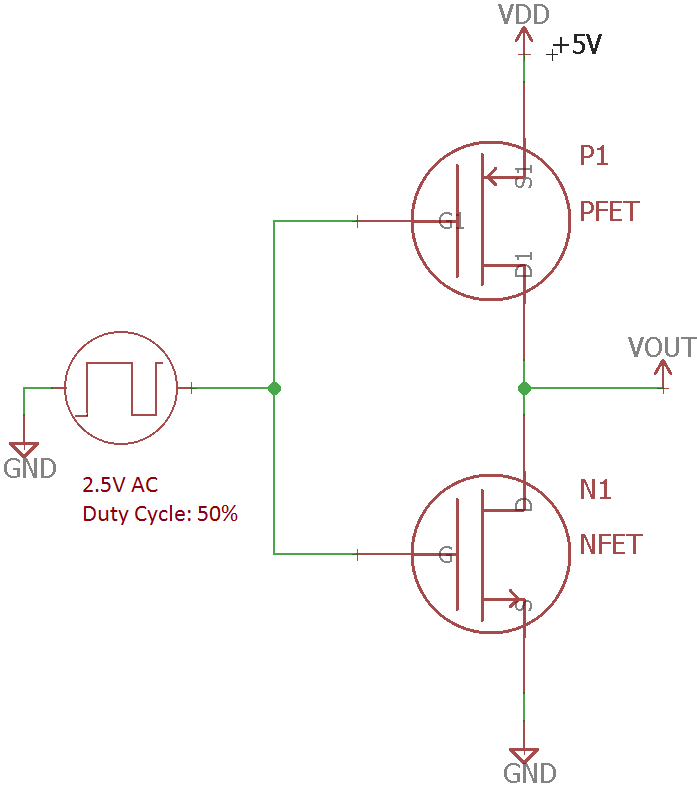 VDD
+5V
P1
S1
PFET
G1
D1
VOUT
GND
2.5V AC
Duty Cycle: 50%
N1
D
NFET
G
S
GND